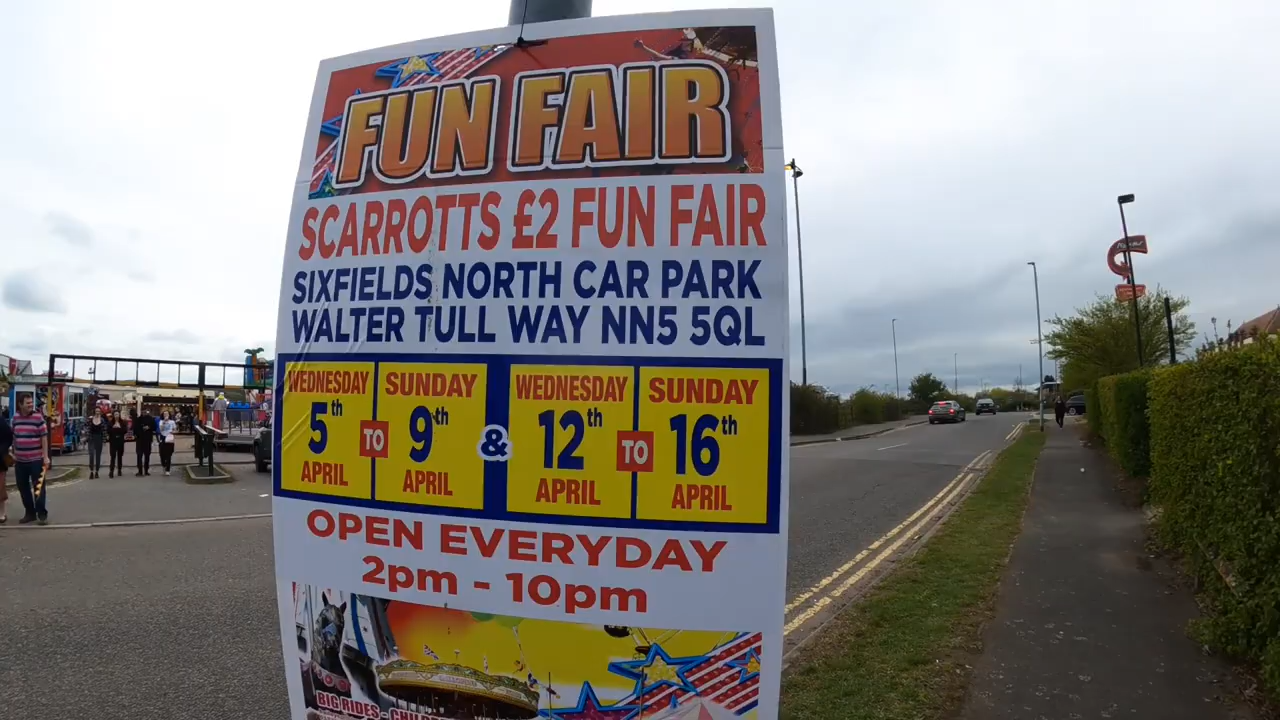 FUN FAIR
SCARROTTS £2 FUN FAIR
SIXFIELDS NORTH CAR PARK
WALTER TULL WAY NN5 5QL
WEDNESDAY 5th APRIL TO SUNDAY 9th APRIL & WEDNESDAY 12th APRIL TO SUNDAY 16th APRIL
OPEN EVERYDAY
2pm - 10pm
BIG RIDES -